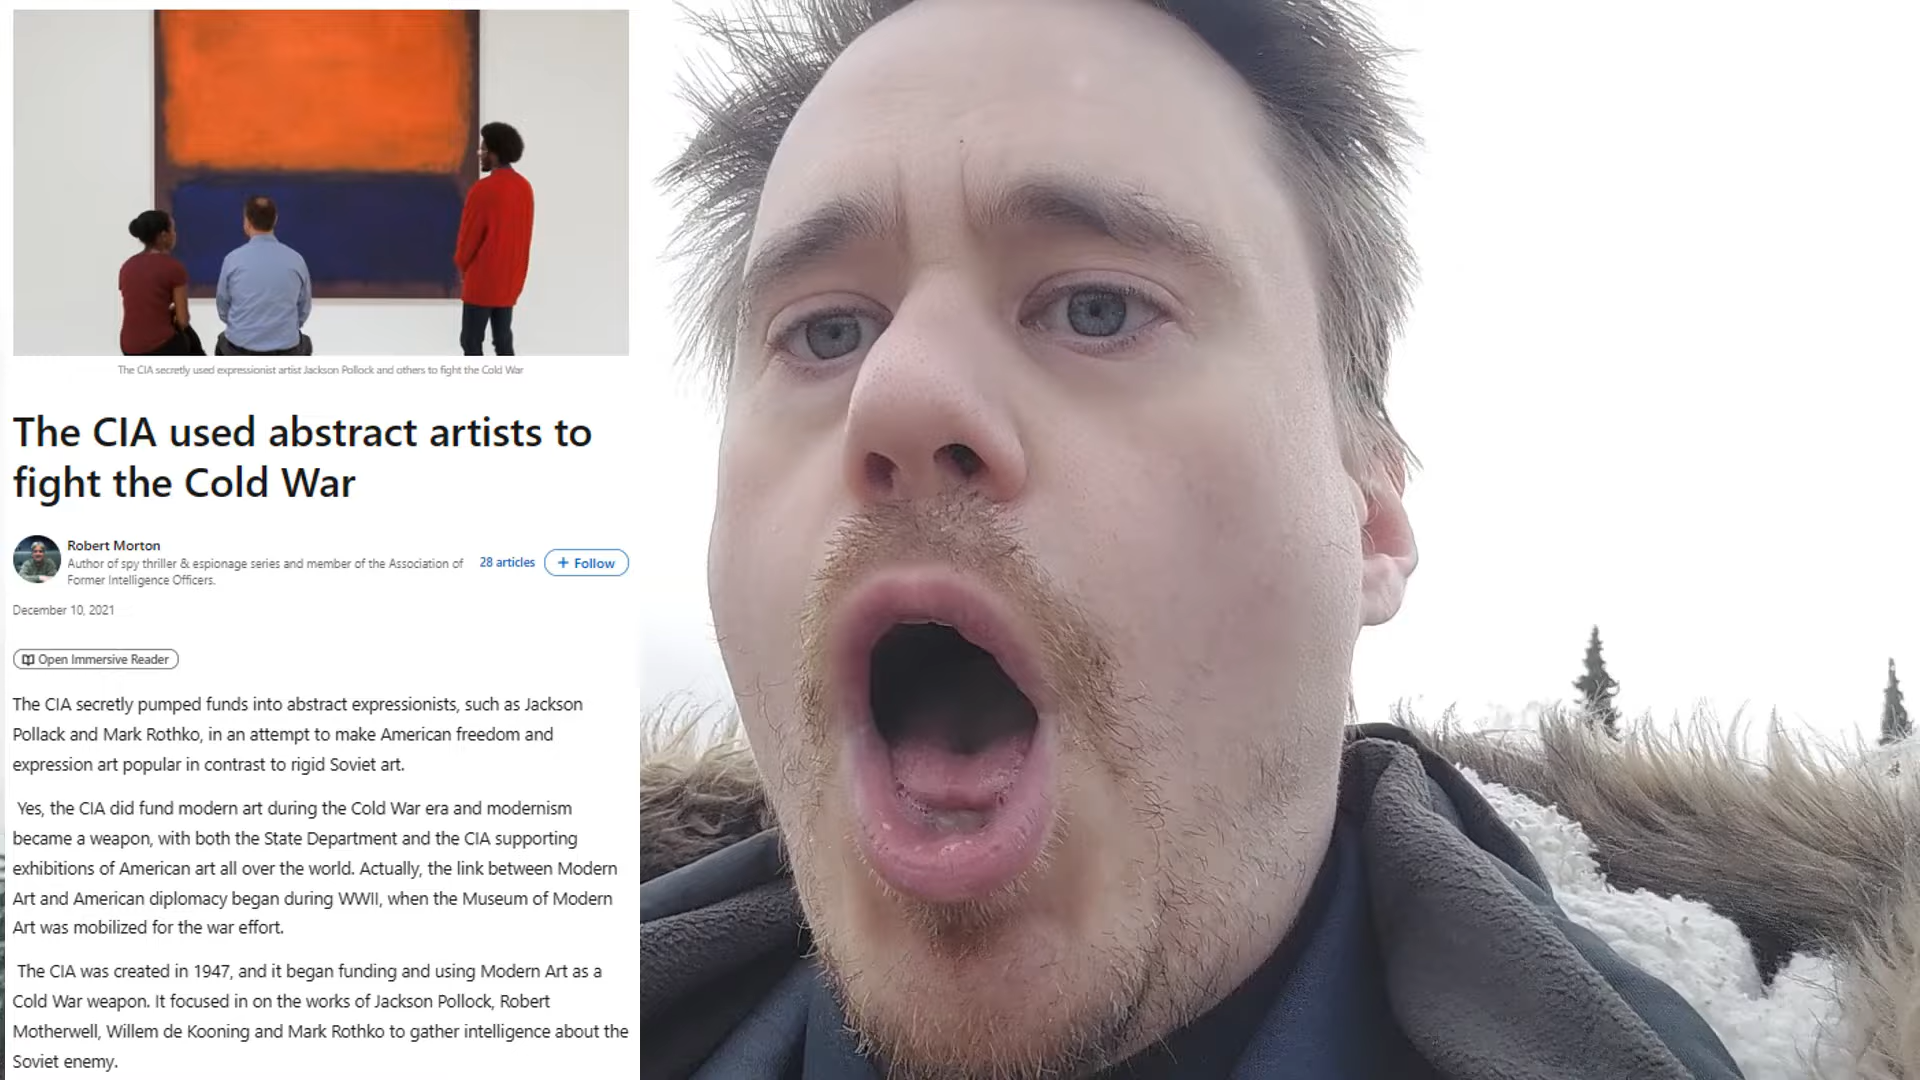 The CIA secretly used expressionist artist Jackson Pollock and others to fight the Cold War
The CIA used abstract artists to
fight the Cold War
Robert Morton
Author of spy thriller & espionage series and member of the Association of
Former Intelligence Officers.
28 articles
+ Follow
December 10, 2021
Open Immersive Reader
The CIA secretly pumped funds into abstract expressionists, such as Jackson
Pollack and Mark Rothko, in an attempt to make American freedom and
expression art popular in contrast to rigid Soviet art.
Yes, the CIA did fund modern art during the Cold War era and modernism
became a weapon, with both the State Department and the CIA supporting
exhibitions of American art all over the world. Actually, the link between Modern
Art and American diplomacy began during WWII, when the Museum of Modern
Art was mobilized for the war effort.
The CIA was created in 1947, and it began funding and using Modern Art as a
Cold War weapon. It focused in on the works of Jackson Pollock, Robert
Motherwell, Willem de Kooning and Mark Rothko to gather intelligence about the
Soviet enemy.